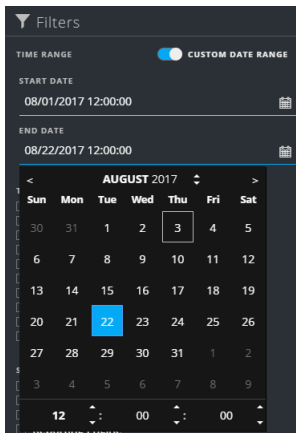 Filters
TIME RANGE CUSTOM DATE RANGE
START DATE
08/01/2017 12:00:00
END DATE
08/22/2017 12:00:00
< AUGUST 2017 >
Sun Mon Tue Wed Thu Fri Sat
30 31 1 2 3 4 5
6 7 8 9 10 11 12
13 14 15 16 17 18 19
20 21 22 23 24 25 26
27 28 29 30 31 1 2
3 4 5 6 7 8 9
12 : 00 : 00